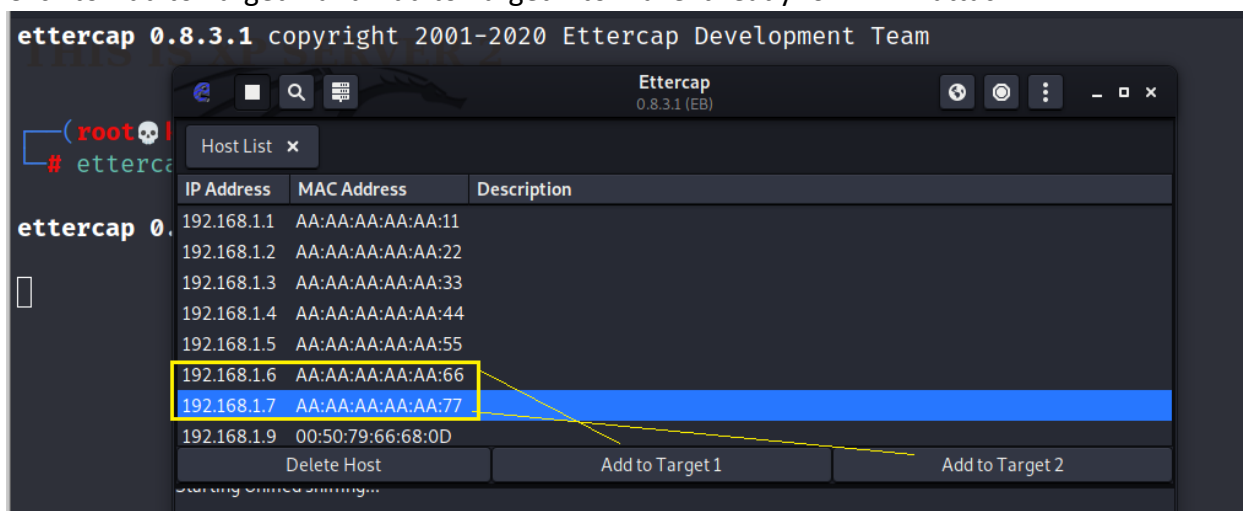 ettercap 0.8.3.1 copyright 2001-2020 Ettercap Development Team
Ettercap
0.8.3.1 (EB)
(root💀
# etterca
Host List ×
IP Address MAC Address Description
192.168.1.1 AA:AA:AA:AA:AA:11
ettercap 0.
192.168.1.2 AA:AA:AA:AA:AA:22
192.168.1.3 AA:AA:AA:AA:AA:33
192.168.1.4 AA:AA:AA:AA:AA:44
192.168.1.5 AA:AA:AA:AA:AA:55
192.168.1.6 AA:AA:AA:AA:AA:66
192.168.1.7 AA:AA:AA:AA:AA:77
192.168.1.9 00:50:79:66:68:0D
Delete Host Add to Target 1 Add to Target 2
Starting Unified sniffing...